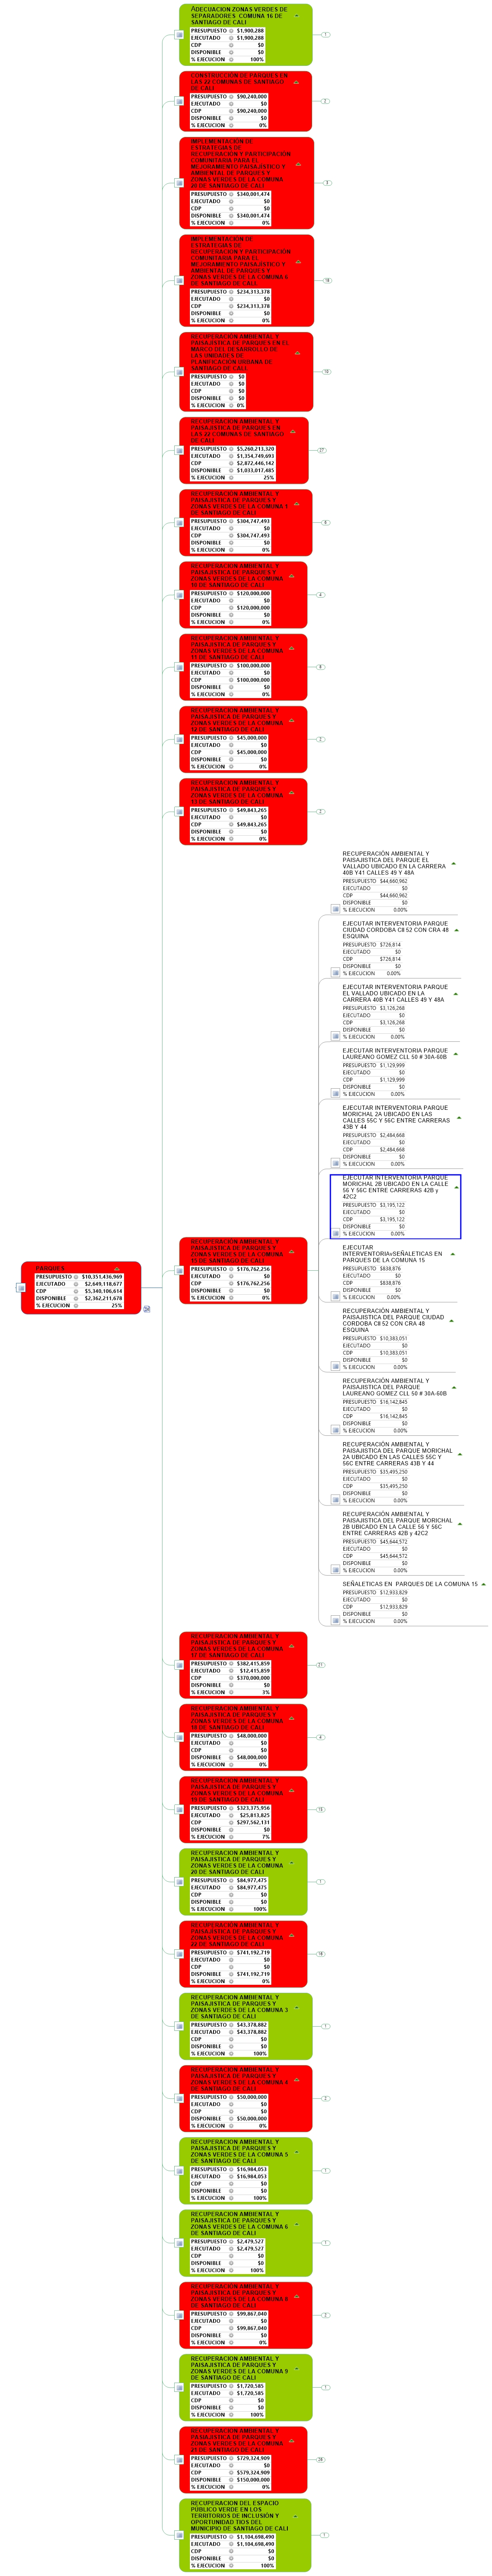 ADECUACION ZONAS VERDES DE
SEPARADORES COMUNA 16 DE
SANTIAGO DE CALI
PRESUPUESTO $1,900,288
EJECUTADO $1,900,288
CDP $0
DISPONIBLE $0
% EJECUCION 100%
1
CONSTRUCCIÓN DE PARQUES EN
LAS 22 COMUNAS DE SANTIAGO
DE CALI
PRESUPUESTO $90,240,000
EJECUTADO $0
CDP $90,240,000
DISPONIBLE $0
% EJECUCION 0%
2
IMPLEMENTACIÓN DE
ESTRATEGIAS DE
RECUPERACIÓN Y PARTICIPACIÓN
COMUNITARIA PARA EL
MEJORAMIENTO PAISAJÍSTICO Y
AMBIENTAL DE PARQUES Y
ZONAS VERDES DE LA COMUNA
20 DE SANTIAGO DE CALI
PRESUPUESTO $340,001,474
EJECUTADO $0
CDP $0
DISPONIBLE $340,001,474
% EJECUCION 0%
IMPLEMENTACIÓN DE
ESTRATEGIAS DE
RECUPERACIÓN Y PARTICIPACIÓN
COMUNITARIA PARA EL
MEJORAMIENTO PAISAJÍSTICO Y
AMBIENTAL DE PARQUES Y
ZONAS VERDES DE LA COMUNA 6
DE SANTIAGO DE CALI
PRESUPUESTO $234,313,378
EJECUTADO $0
CDP $234,313,378
DISPONIBLE $0
% EJECUCION 0%
RECUPERACIÓN AMBIENTAL Y
PAISAJISTICA DE PARQUES EN EL
MARCO DEL DESARROLLO DE
LAS UNIDADES DE
PLANIFICACIÓN URBANA DE
SANTIAGO DE CALI
PRESUPUESTO $0
EJECUTADO $0
CDP $0
DISPONIBLE $0
% EJECUCION 0%
RECUPERACION AMBIENTAL Y
PAISAJISTICA DE PARQUES EN
LAS 22 COMUNAS DE SANTIAGO
DE CALI
PRESUPUESTO $5,260,213,320
EJECUTADO $1,354,749,693
CDP $2,872,446,142
DISPONIBLE $1,033,017,485
% EJECUCION 25%
RECUPERACION AMBIENTAL Y
PAISAJISTICA DE PARQUES Y
ZONAS VERDES DE LA COMUNA 1
DE SANTIAGO DE CALI
PRESUPUESTO $304,747,493
EJECUTADO $0
CDP $304,747,493
DISPONIBLE $0
% EJECUCION 0%
RECUPERACION AMBIENTAL Y
PAISAJISTICA DE PARQUES Y
ZONAS VERDES DE LA COMUNA
10 DE SANTIAGO DE CALI
PRESUPUESTO $120,000,000
EJECUTADO $0
CDP $120,000,000
DISPONIBLE $0
% EJECUCION 0%
4
RECUPERACION AMBIENTAL Y
PAISAJISTICA DE PARQUES Y
ZONAS VERDES DE LA COMUNA
11 DE SANTIAGO DE CALI
PRESUPUESTO $100,000,000
EJECUTADO $0
CDP $100,000,000
DISPONIBLE $0
% EJECUCION 0%
RECUPERACION AMBIENTAL Y
PAISAJISTICA DE PARQUES Y
ZONAS VERDES DE LA COMUNA
12 DE SANTIAGO DE CALI
PRESUPUESTO $45,000,000
EJECUTADO $0
CDP $45,000,000
DISPONIBLE $0
% EJECUCION 0%
2
RECUPERACION AMBIENTAL Y
PAISAJISTICA DE PARQUES Y
ZONAS VERDES DE LA COMUNA
13 DE SANTIAGO DE CALI
PRESUPUESTO $49,843,265
EJECUTADO $0
CDP $49,843,265
DISPONIBLE $0
% EJECUCION 0%
2
RECUPERACIÓN AMBIENTAL Y
PAISAJISTICA DEL PARQUE EL
VALLADO UBICADO EN LA CARRERA
40B Y41 CALLES 49 Y 48A
PRESUPUESTO $44,660,962
EJECUTADO $0
CDP $44,660,962
DISPONIBLE $0
% EJECUCION 0.00%
EJECUTAR INTERVENTORIA PARQUE
CIUDAD CORDOBA Cll 52 CON CRA 48
ESQUINA
PRESUPUESTO $726,814
EJECUTADO $0
CDP $726,814
DISPONIBLE $0
% EJECUCION 0.00%
EJECUTAR INTERVENTORIA PARQUE
EL VALLADO UBICADO EN LA
CARRERA 40B Y41 CALLES 49 Y 48A
PRESUPUESTO $3,126,268
EJECUTADO $0
CDP $3,126,268
DISPONIBLE $0
% EJECUCION 0.00%
EJECUTAR INTERVENTORIA PARQUE
LAUREANO GOMEZ CLL 50 # 30A-60B
PRESUPUESTO $1,129,999
EJECUTADO $0
CDP $1,129,999
DISPONIBLE $0
% EJECUCION 0.00%
EJECUTAR INTERVENTORIA PARQUE
MORICHAL 2A UBICADO EN LAS
CALLES 55C Y 56C ENTRE CARRERAS
43B Y 44
PRESUPUESTO $2,484,668
EJECUTADO $0
CDP $2,484,668
DISPONIBLE $0
% EJECUCION 0.00%
EJECUTAR INTERVENTORIA PARQUE
MORICHAL 2B UBICADO EN LA CALLE
56 Y 56C ENTRE CARRERAS 42B y
42C2
PRESUPUESTO $3,195,122
EJECUTADO $0
CDP $3,195,122
DISPONIBLE $0
% EJECUCION 0.00%
EJECUTAR
INTERVENTORIA«SEÑALETICAS EN
PARQUES DE LA COMUNA 15
PRESUPUESTO $838,876
EJECUTADO $0
CDP $838,876
DISPONIBLE $0
% EJECUCION 0.00%
RECUPERACIÓN AMBIENTAL Y
PAISAJISTICA DEL PARQUE CIUDAD
CORDOBA Cll 52 CON CRA 48
ESQUINA
PRESUPUESTO $10,383,051
EJECUTADO $0
CDP $10,383,051
DISPONIBLE $0
% EJECUCION 0.00%
RECUPERACIÓN AMBIENTAL Y
PAISAJISTICA DEL PARQUE
LAUREANO GOMEZ CLL 50 # 30A-60B
PRESUPUESTO $16,142,845
EJECUTADO $0
CDP $16,142,845
DISPONIBLE $0
% EJECUCION 0.00%
RECUPERACIÓN AMBIENTAL Y
PAISAJISTICA DEL PARQUE MORICHAL
2A UBICADO EN LAS CALLES 55C Y
56C ENTRE CARRERAS 43B Y 44
PRESUPUESTO $35,495,250
EJECUTADO $0
CDP $35,495,250
DISPONIBLE $0
% EJECUCION 0.00%
RECUPERACIÓN AMBIENTAL Y
PAISAJISTICA DEL PARQUE MORICHAL
2B UBICADO EN LA CALLE 56 Y 56C
ENTRE CARRERAS 42B y 42C2
PRESUPUESTO $45,644,572
EJECUTADO $0
CDP $45,644,572
DISPONIBLE $0
% EJECUCION 0.00%
SEÑALETICAS EN PARQUES DE LA COMUNA 15
PRESUPUESTO $12,933,829
EJECUTADO $0
CDP $12,933,829
DISPONIBLE $0
% EJECUCION 0.00%
RECUPERACION AMBIENTAL Y
PAISAJISTICA DE PARQUES Y
ZONAS VERDES DE LA COMUNA
15 DE SANTIAGO DE CALI
PRESUPUESTO $176,762,256
EJECUTADO $0
CDP $176,762,256
DISPONIBLE $0
% EJECUCION 0%
PARQUES
PRESUPUESTO $10,351,436,969
EJECUTADO $2,649,118,677
CDP $5,340,106,614
DISPONIBLE $2,362,211,678
% EJECUCION 25%
RECUPERACION AMBIENTAL Y
PAISAJISTICA DE PARQUES Y
ZONAS VERDES DE LA COMUNA
17 DE SANTIAGO DE CALI
PRESUPUESTO $382,415,859
EJECUTADO $12,415,859
CDP $370,000,000
DISPONIBLE $0
% EJECUCION 3%
RECUPERACION AMBIENTAL Y
PAISAJISTICA DE PARQUES Y
ZONAS VERDES DE LA COMUNA
18 DE SANTIAGO DE CALI
PRESUPUESTO $48,000,000
EJECUTADO $0
CDP $0
DISPONIBLE $48,000,000
% EJECUCION 0%
4
RECUPERACION AMBIENTAL Y
PAISAJISTICA DE PARQUES Y
ZONAS VERDES DE LA COMUNA
19 DE SANTIAGO DE CALI
PRESUPUESTO $323,375,956
EJECUTADO $25,813,825
CDP $297,562,131
DISPONIBLE $0
% EJECUCION 7%
RECUPERACION AMBIENTAL Y
PAISAJISTICA DE PARQUES Y
ZONAS VERDES DE LA COMUNA
20 DE SANTIAGO DE CALI
PRESUPUESTO $84,977,475
EJECUTADO $84,977,475
CDP $0
DISPONIBLE $0
% EJECUCION 100%
1
RECUPERACION AMBIENTAL Y
PAISAJISTICA DE PARQUES Y
ZONAS VERDES DE LA COMUNA
22 DE SANTIAGO DE CALI
PRESUPUESTO $741,192,719
EJECUTADO $0
CDP $0
DISPONIBLE $741,192,719
% EJECUCION 0%
RECUPERACION AMBIENTAL Y
PAISAJISTICA DE PARQUES Y
ZONAS VERDES DE LA COMUNA 3
DE SANTIAGO DE CALI
PRESUPUESTO $43,378,882
EJECUTADO $43,378,882
CDP $0
DISPONIBLE $0
% EJECUCION 100%
1
RECUPERACION AMBIENTAL Y
PAISAJISTICA DE PARQUES Y
ZONAS VERDES DE LA COMUNA 4
DE SANTIAGO DE CALI
PRESUPUESTO $50,000,000
EJECUTADO $0
CDP $0
DISPONIBLE $50,000,000
% EJECUCION 0%
RECUPERACION AMBIENTAL Y
PAISAJISTICA DE PARQUES Y
ZONAS VERDES DE LA COMUNA 5
DE SANTIAGO DE CALI
PRESUPUESTO $16,984,053
EJECUTADO $16,984,053
CDP $0
DISPONIBLE $0
% EJECUCION 100%
1
RECUPERACION AMBIENTAL Y
PAISAJISTICA DE PARQUES Y
ZONAS VERDES DE LA COMUNA 6
DE SANTIAGO DE CALI
PRESUPUESTO $2,479,527
EJECUTADO $2,479,527
CDP $0
DISPONIBLE $0
% EJECUCION 100%
1
RECUPERACION AMBIENTAL Y
PAISAJISTICA DE PARQUES Y
ZONAS VERDES DE LA COMUNA
DE SANTIAGO DE CALI
PRESUPUESTO $99,867,040
EJECUTADO $0
CDP $99,867,040
DISPONIBLE $0
% EJECUCION 0%
2
RECUPERACION AMBIENTAL Y
PAISAJISTICA DE PARQUES Y
ZONAS VERDES DE LA COMUNA 9
DE SANTIAGO DE CALI
PRESUPUESTO $1,720,585
EJECUTADO $1,720,585
CDP $0
DISPONIBLE $0
% EJECUCION 100%
1
RECUPERACION AMBIENTAL Y
PAISAJISTICA DE PARQUES Y
ZONAS VERDES DE LA COMUNA
21 DE SANTIAGO DE CALI
PRESUPUESTO $729,324,909
EJECUTADO $0
CDP $579,324,909
DISPONIBLE $150,000,000
% EJECUCION 0%
RECUPERACION DEL ESPACIO
PÚBLICO VERDE EN LOS
TERRITORIOS DE INCLUSIÓN Y
OPORTUNIDAD TIOS DEL
MUNICIPIO DE SANTIAGO DE CALI
PRESUPUESTO $1,104,698,490
EJECUTADO $1,104,698,490
CDP $0
DISPONIBLE $0
% EJECUCION 100%
1